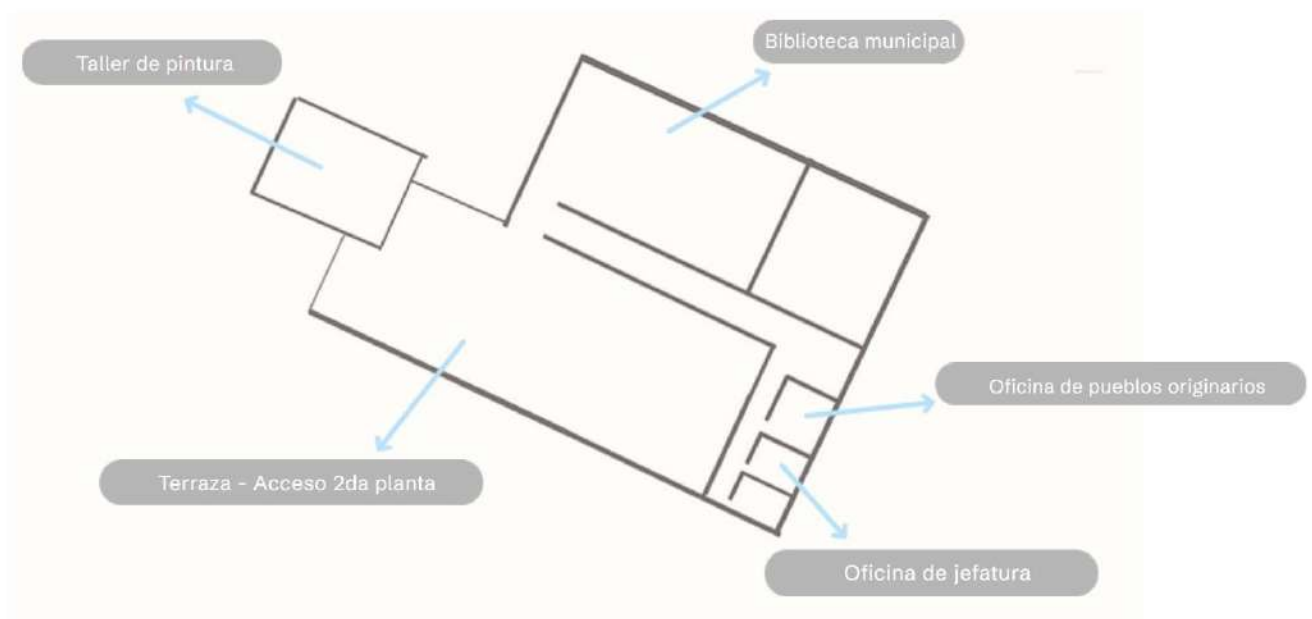 Biblioteca municipal
Taller de pintura
Oficina de pueblos originarios
Terraza - Acceso 2da planta
Oficina de jefatura